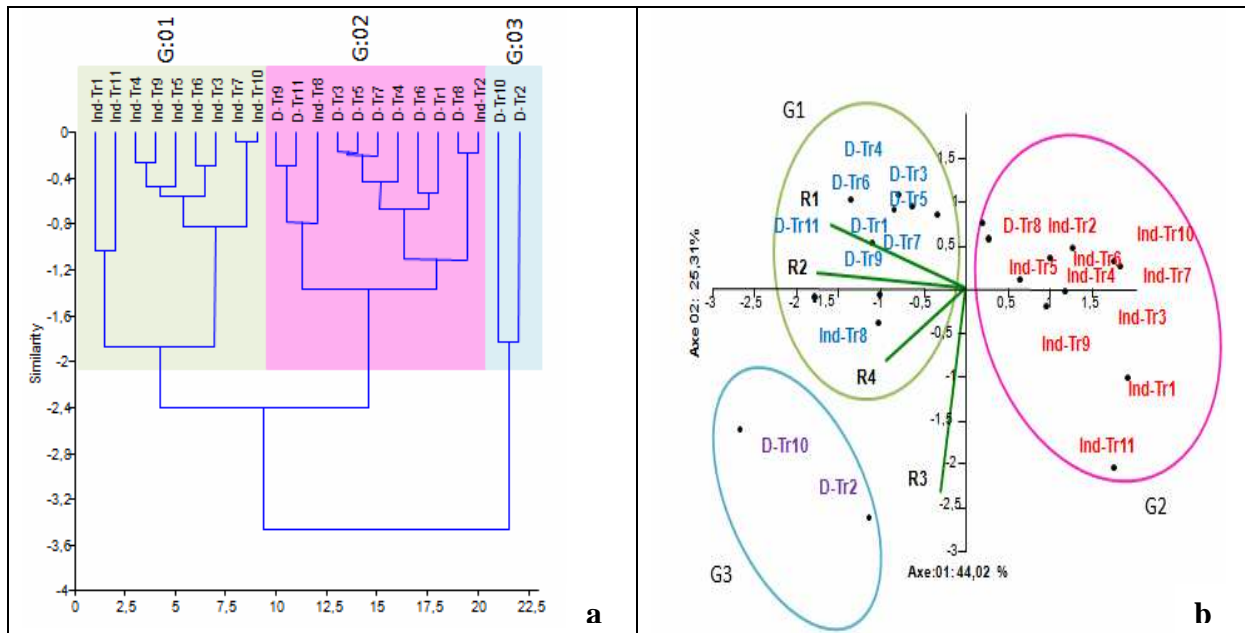 G:01
G:02
G:03
Ind-Tr1
Ind-Tr11
Ind-Tr4
Ind-Tr9
Ind-Tr5
Ind-Tr6
Ind-Tr3
Ind-Tr7
Ind-Tr10
D-Tr9
D-Tr11
Ind-Tr8
D-Tr3
D-Tr5
D-Tr7
D-Tr4
D-Tr6
D-Tr1
D-Tr8
Ind-Tr2
D-Tr10
D-Tr2
0
-0,4
-0,8
-1,2
-1,6
-2
-2,4
-2,8
-3,2
-3,6
-4
Similarity
0 2,5 5 7,5 10 12,5 15 17,5 20 22,5
a
G1
D-Tr4
D-Tr3
D-Tr6
D-Tr5
R1
D-Tr11
D-Tr1
D-Tr7
D-Tr9
R2
Ind-Tr8
R4
1,5
1
0,5
-3 -2,5 -2 -1,5 -1 -,5 0,5 1 1,5
-0,5
-1
-1,5
-2
-2,5
-3
D-Tr8
Ind-Tr2
Ind-Tr10
Ind-Tr6
Ind-Tr5
Ind-Tr4
Ind-Tr7
Ind-Tr3
Ind-Tr9
Ind-Tr1
Ind-Tr11
G2
D-Tr10
D-Tr2
R3
G3
Axe 02: 25,31%
Axe:01: 44,02 %
b